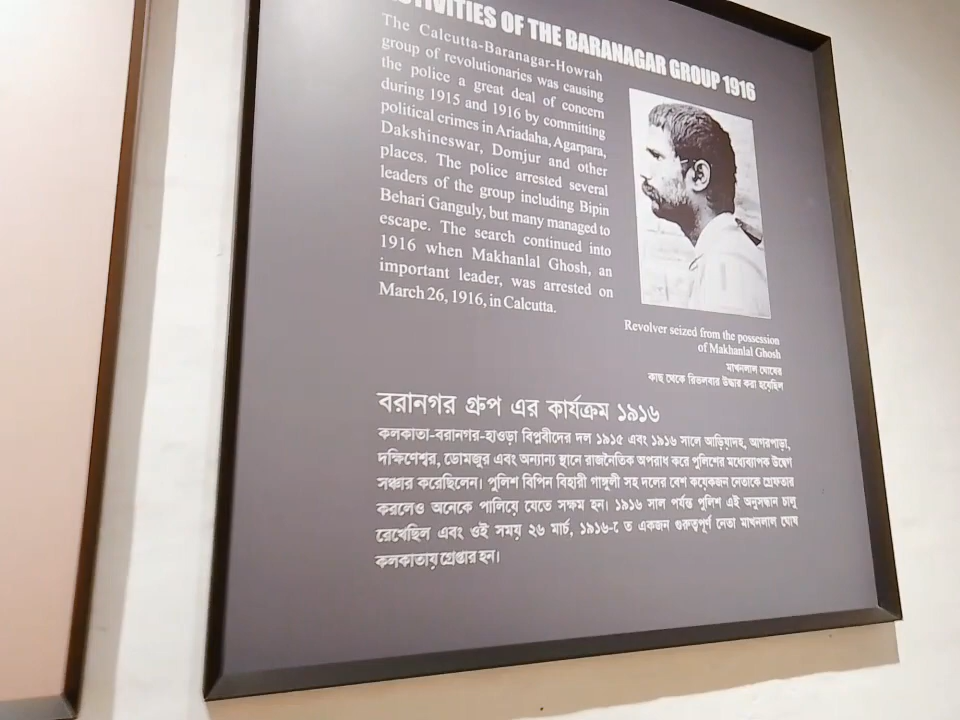 ACTIVITIES OF THE BARANAGAR GROUP 1916
The Calcutta-Baranagar-Howrah
group of revolutionaries was causing
the police a great deal of concern
during 1915 and 1916 by committing
political crimes in Ariadaha, Agarpara,
Dakshineswar, Domjur and other
places. The police arrested several
leaders of the group including Bipin
Behari Ganguly, but many managed to
escape. The search continued into
1916 when Makhanlal Ghosh, an
important leader, was arrested on
March 26, 1916, in Calcutta.
Revolver seized from the possession
of Makhanlal Ghosh
মাখনলাল ঘোষের
কাছ থেকে রিভলবার উদ্ধার করা হয়েছিল
বরানগর গ্রুপ এর কার্যক্রম ১৯১৬
কলকাতা-বরানগর-হাওড়া বিপ্লবীদের দল ১৯১৫ এবং ১৯১৬ সালে আড়িয়াদহ, আগরপাড়া,
দক্ষিণেশ্বর, ডোমজুর এবং অন্যান্য স্থানে রাজনৈতিক অপরাধ করে পুলিশের মধ্যেব্যাপক উদ্বেগ
সঞ্চার করেছিলেন। পুলিশ বিপিন বিহারী গাঙ্গুলী সহ দলের বেশ কয়েকজন নেতাকে গ্রেফতার
করলেও অনেকে পালিয়ে যেতে সক্ষম হন। ১৯১৬ সাল পর্যন্ত পুলিশ এই অনুসন্ধান চালু
রেখেছিল এবং ওই সময় ২৬ মার্চ, ১৯১৬-ে ত একজন গুরুত্বপূর্ণ নেতা মাখনলাল ঘোষ
কলকাতায় গ্রেপ্তার হন।